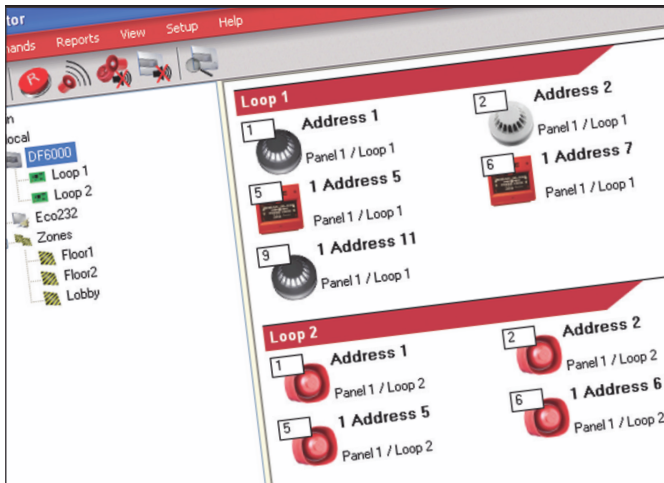 tor
ands Reports View Setup Help
R
n
ocal
DF6000
Loop 1
Loop 2
Eco232
Zones
Floor1
Floor2
Lobby
Loop 1
1 Address 1
Panel 1 / Loop 1
2 Address 2
Panel 1 / Loop 1
5 1 Address 5
Panel 1 / Loop 1
6 1 Address 7
Panel 1 / Loop 1
9 1 Address 11
Panel 1 / Loop 1
Loop 2
1 Address 1
Panel 1 / Loop 2
2 Address 2
Panel 1 / Loop 2
5 1 Address 5
Panel 1 / Loop 2
6 1 Address 6
Panel 1 / Loop 2